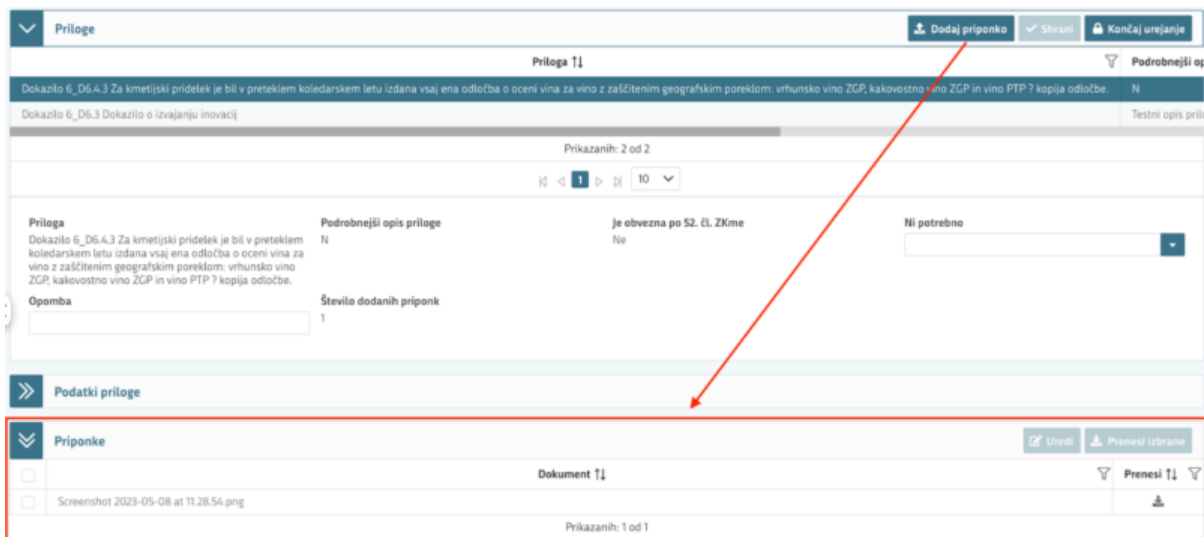 Priloge
Dodaj priponko
Shrani
Končaj urejanje
Priloga
Podrobnejši op
Dokazilo 6_D6.4.3 Za kmetijski pridelek je bil v preteklem koledarskem letu izdana vsaj ena odločba o oceni vina za vino z zaščitenim geografskim poreklom: vrhunsko vino ZGP, kakovostno vino ZGP in vino PTP ? kopija odločbe.
N
Dokazilo 6_D6.3 Dokazilo o izvajanju inovacij
Testni opis pril
Prikazanih: 2 od 2
1
10
Priloga
Dokazilo 6_D6.4.3 Za kmetijski pridelek je bil v preteklem
koledarskem letu izdana vsaj ena odločba o oceni vina za
vino z zaščitenim geografskim poreklom: vrhunsko vino
ZGP, kakovostno vino ZGP in vino PTP ? kopija odločbe.
Podrobnejši opis priloge
N
Je obvezna po 52. čl. ZKme
Ne
Ni potrebno
Opomba
Število dodanih priponk
1
Podatki priloge
Priponke
Uredi
Prenesi izbrane
Dokument
Prenesi
Screenshot 2023-05-08 at 11.28.54.png
Prikazanih: 1 od 1